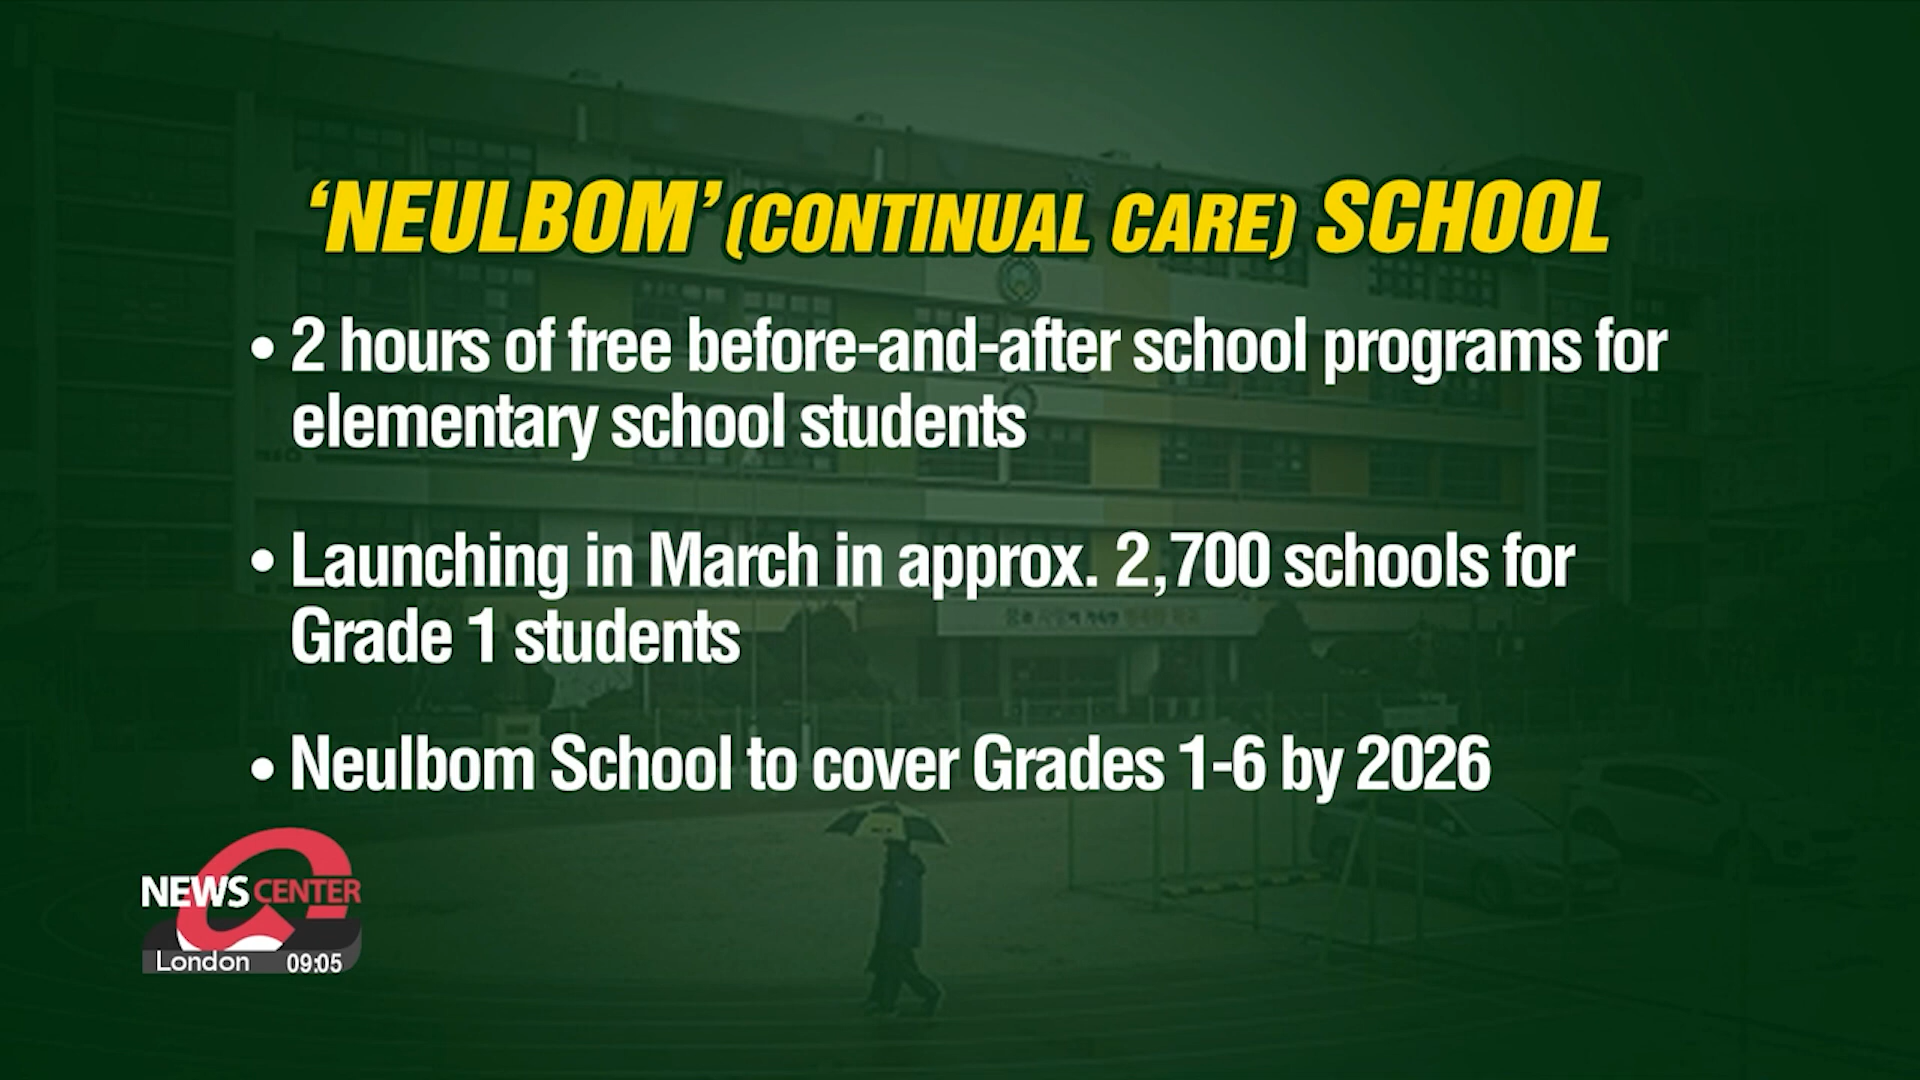 ‘NEULBOM’ (CONTINUAL CARE) SCHOOL
• 2 hours of free before-and-after school programs for
elementary school students
• Launching in March in approx. 2,700 schools for
Grade 1 students
• Neulbom School to cover Grades 1-6 by 2026
NEWSCENTER
London 09:05